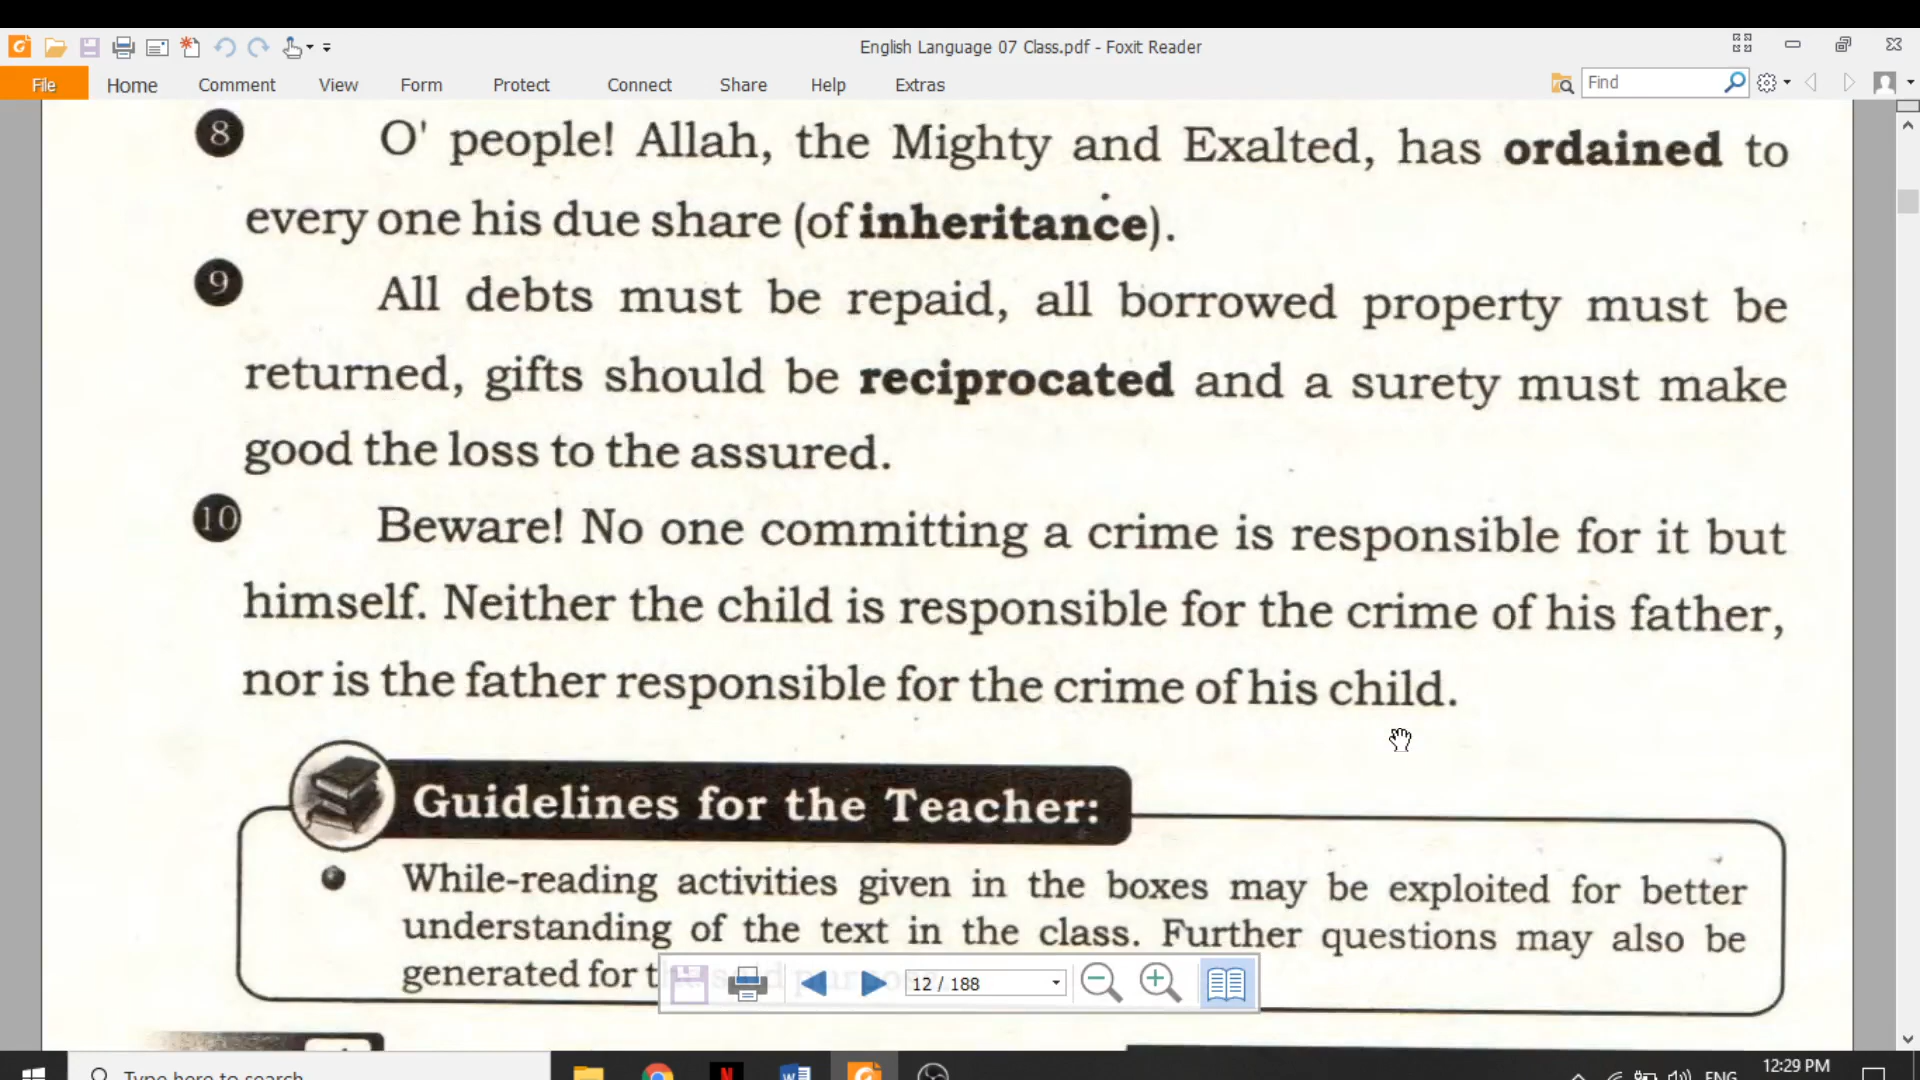 English Language 07 Class.pdf - Foxit Reader
File Home Comment View Form Protect Connect Share Help Extras Find
8 O' people! Allah, the Mighty and Exalted, has ordained to
every one his due share (of inheritance).
9 All debts must be repaid, all borrowed property must be
returned, gifts should be reciprocated and a surety must make
good the loss to the assured.
10 Beware! No one committing a crime is responsible for it but
himself. Neither the child is responsible for the crime of his father,
nor is the father responsible for the crime of his child.
Guidelines for the Teacher:
While-reading activities given in the boxes may be exploited for better
understanding of the text in the class. Further questions may also be
generated for
12 / 188
Type here to search
12:29 PM
ENG